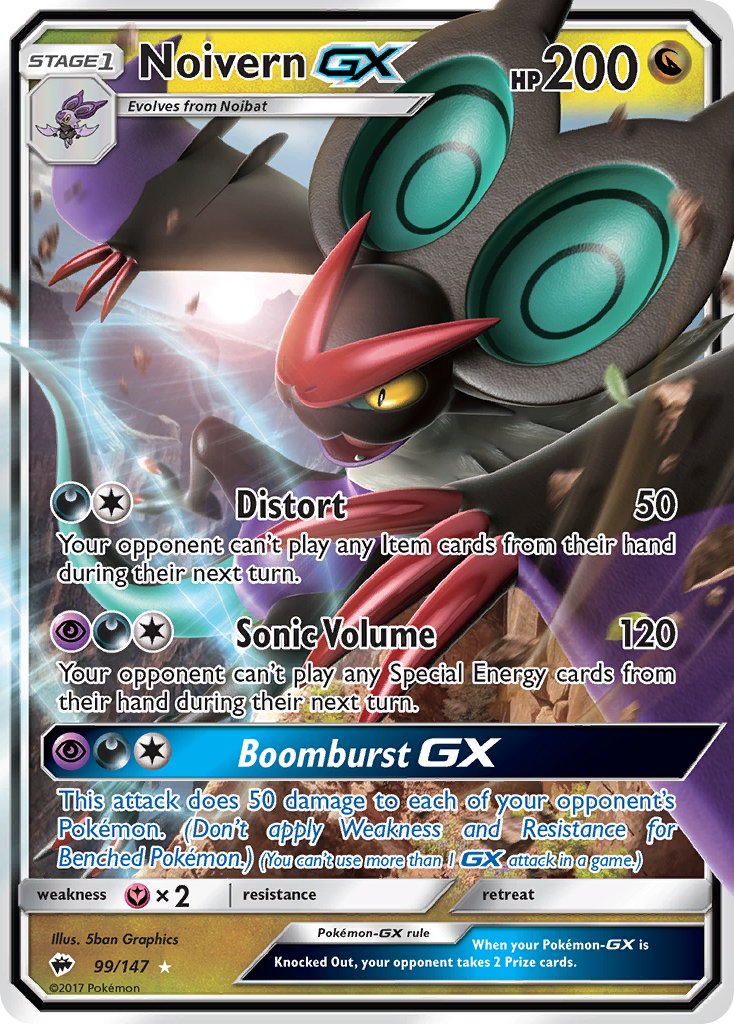 STAGE1 Noivern GX HP200
Evolves from Noibat
Distort 50
Your opponent can't play any Item cards from their hand
during their next turn.
Sonic Volume 120
Your opponent can't play any Special Energy cards from
their hand during their next turn.
Boomburst GX
This attack does 50 damage to each of your opponent's
Pokémon. (Don't apply Weakness and Resistance for
Benched Pokémon.) (You can't use more than 1 GX attack in a game.)
weakness ×2 resistance retreat
Illus. 5ban Graphics
99/147
©2017 Pokémon
Pokémon-GX rule
When your Pokémon-GX is
Knocked Out, your opponent takes 2 Prize cards.